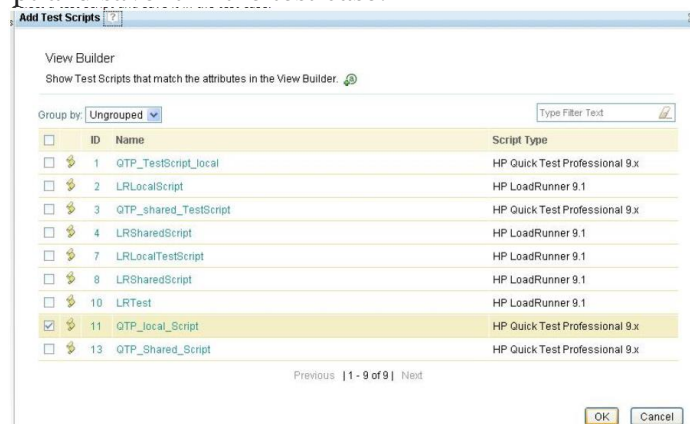 Add Test Scripts ?
View Builder
Show Test Scripts that match the attributes in the View Builder.
Group by: Ungrouped
Type Filter Text
ID Name Script Type
1 QTP_TestScript_local HP Quick Test Professional 9.x
2 LRLocalScript HP LoadRunner 9.1
3 QTP_shared_TestScript HP Quick Test Professional 9.x
4 LRSharedScript HP LoadRunner 9.1
7 LRLocalTestScript HP LoadRunner 9.1
8 LRSharedScript HP LoadRunner 9.1
10 LRTest HP LoadRunner 9.1
11 QTP_local_Script HP Quick Test Professional 9.x
13 QTP_Shared_Script HP Quick Test Professional 9.x
Previous | 1 - 9 of 9 | Next
OK Cancel